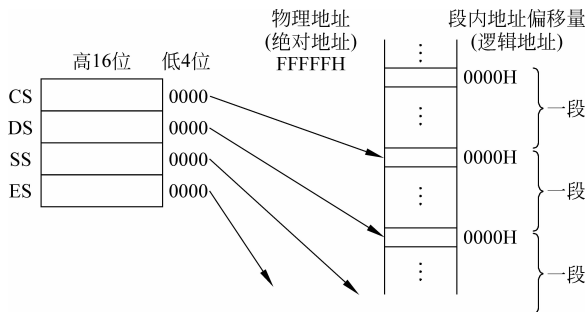 物理地址
(绝对地址)
FFFFFH
段内地址偏移量
(逻辑地址)
高16位 低4位
CS 0000
DS 0000
SS 0000
ES 0000
0000H
一段
0000H
一段
0000H
一段